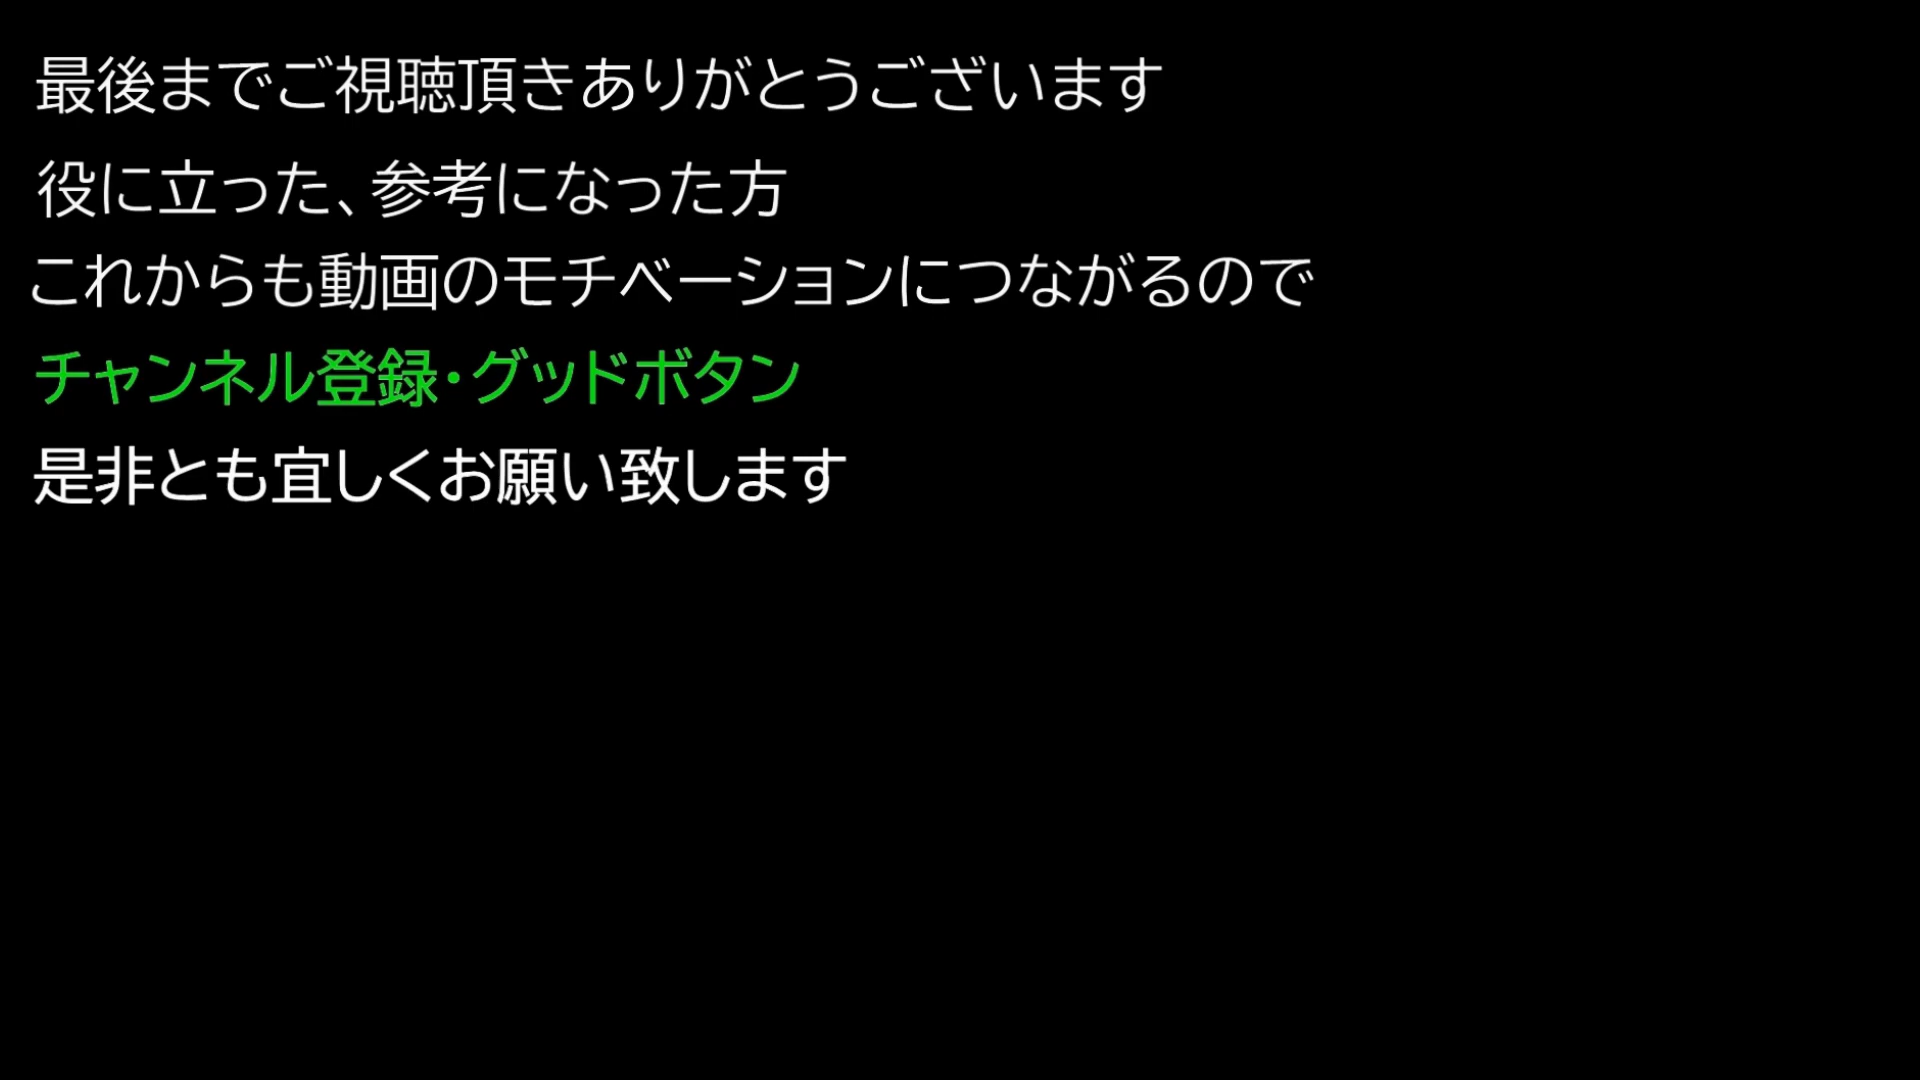 最後までご視聴頂きありがとうございます
役に立った、参考になった方
これからも動画のモチベーションにつながるので
チャンネル登録・グッドボタン
是非とも宜しくお願い致します